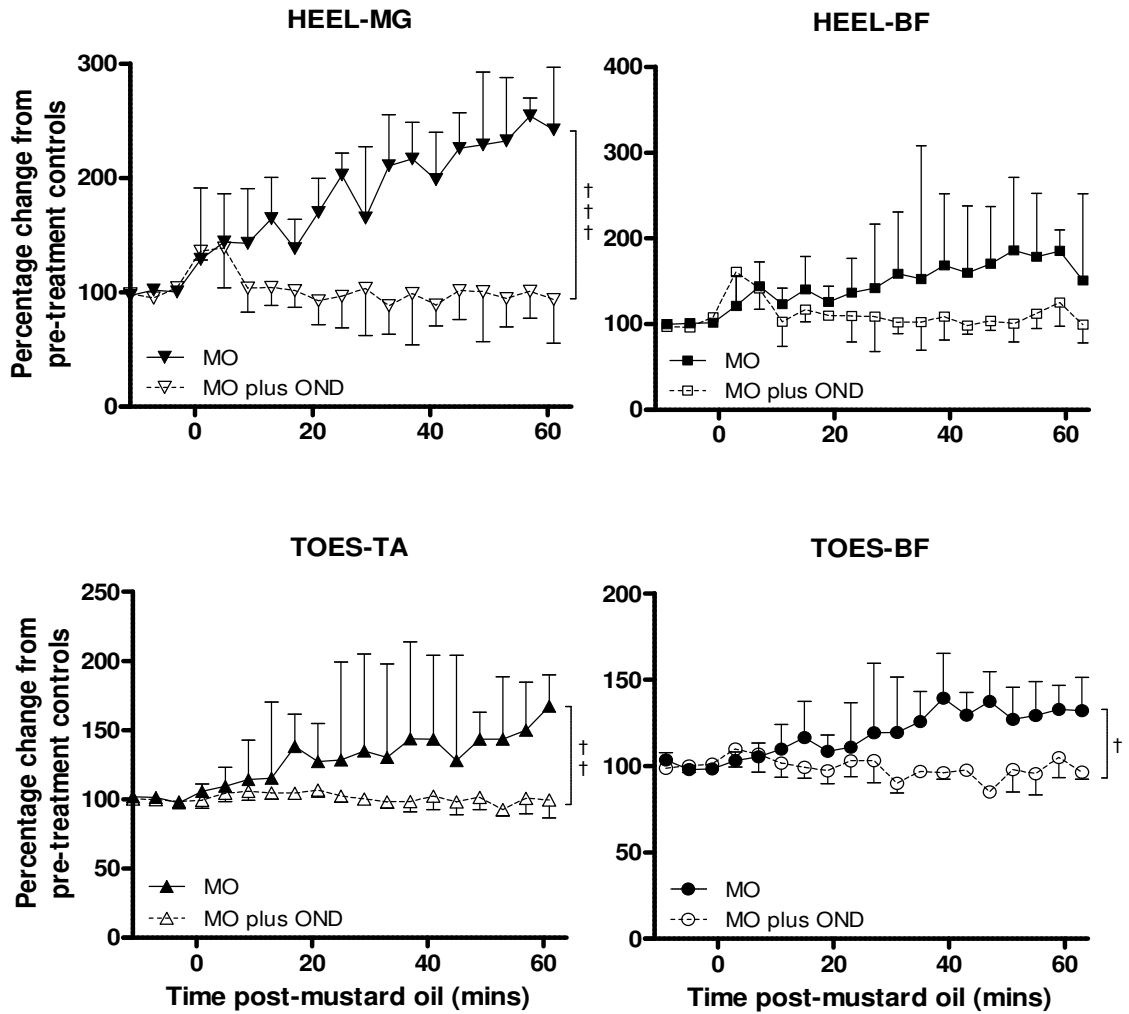 HEEL-MG
Percentage change from
pre-treatment controls
300
200
100
0
0 20 40 60
MO
MO plus OND
†
†
†
HEEL-BF
400
300
200
100
0
0 20 40 60
MO
MO plus OND
TOES-TA
Percentage change from
pre-treatment controls
250
200
150
100
50
0
0 20 40 60
Time post-mustard oil (mins)
MO
MO plus OND
†
†
TOES-BF
200
150
100
50
0
0 20 40 60
Time post-mustard oil (mins)
MO
MO plus OND
†